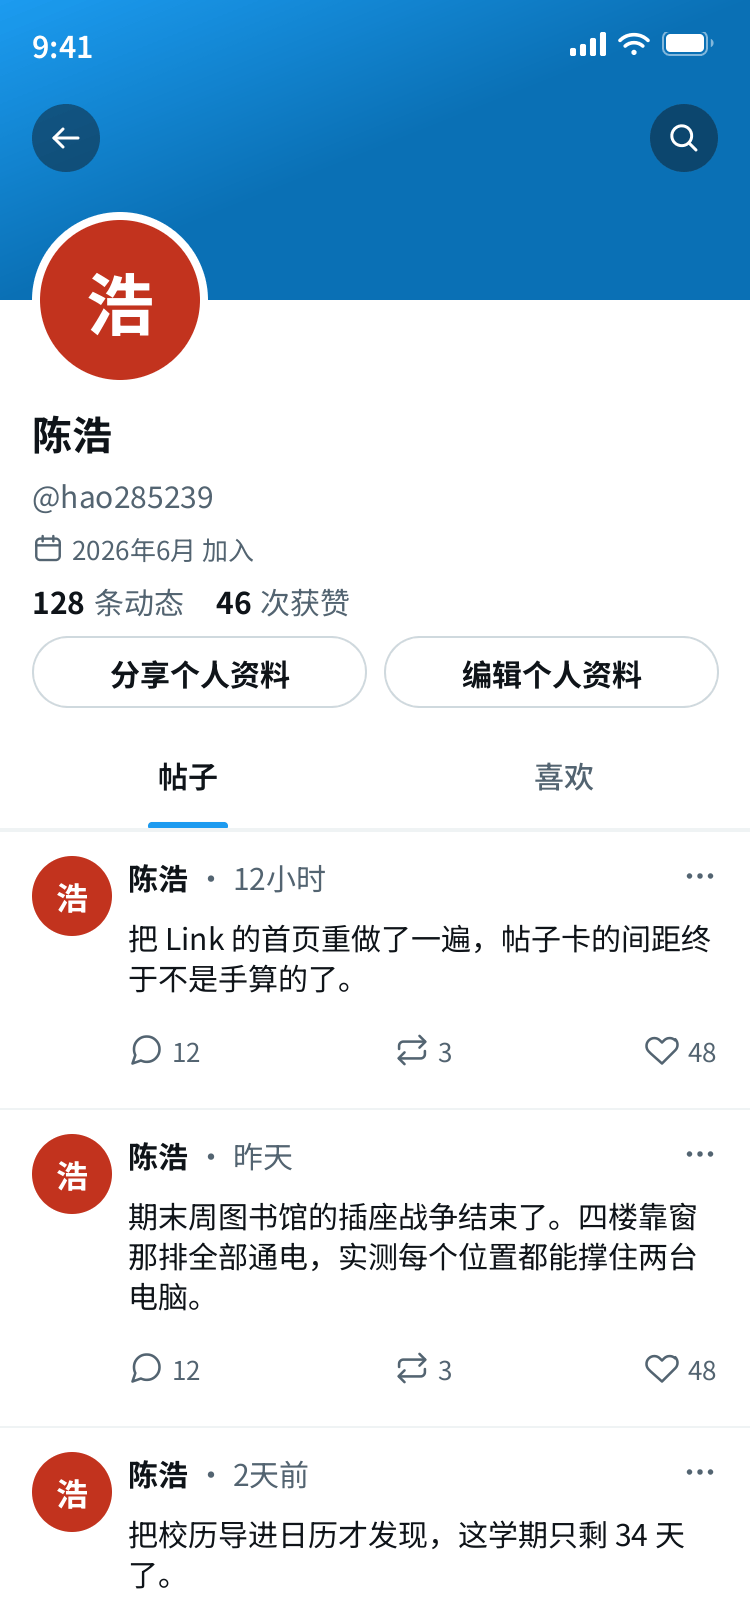 9:41
浩
陈浩
@hao285239
2026年6月 加入
128 条动态 46 次获赞
分享个人资料 编辑个人资料
帖子 喜欢
浩 陈浩 · 12小时
把 Link 的首页重做了一遍，帖子卡的间距终
于不是手算的了。
12 3 48
浩 陈浩 · 昨天
期末周图书馆的插座战争结束了。四楼靠窗
那排全部通电，实测每个位置都能撑住两台
电脑。
12 3 48
浩 陈浩 · 2天前
把校历导进日历才发现，这学期只剩 34 天
了。